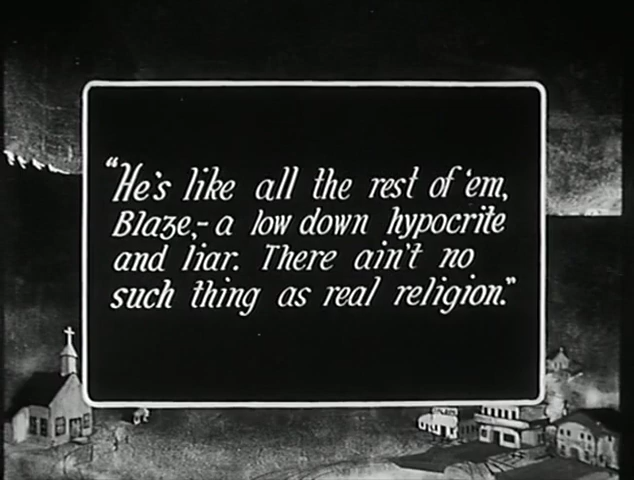 "He's like all the rest of 'em,
Blaze,- a low down hypocrite
and liar. There ain't no
such thing as real religion."